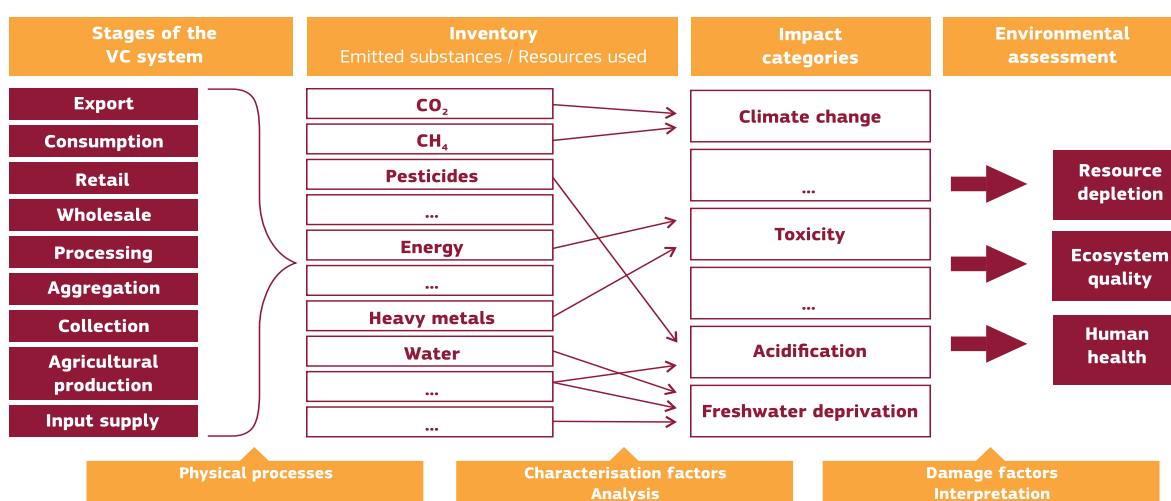 Stages of the
VC system
Inventory
Emitted substances / Resources used
Impact
categories
Environmental
assessment
Export
Consumption
Retail
Wholesale
Processing
Aggregation
Collection
Agricultural
production
Input supply
CO₂
CH₄
Pesticides
...
Energy
...
Heavy metals
Water
...
...
Climate change
...
Toxicity
...
Acidification
Freshwater deprivation
Resource
depletion
Ecosystem
quality
Human
health
Physical processes
Characterisation factors
Analysis
Damage factors
Interpretation